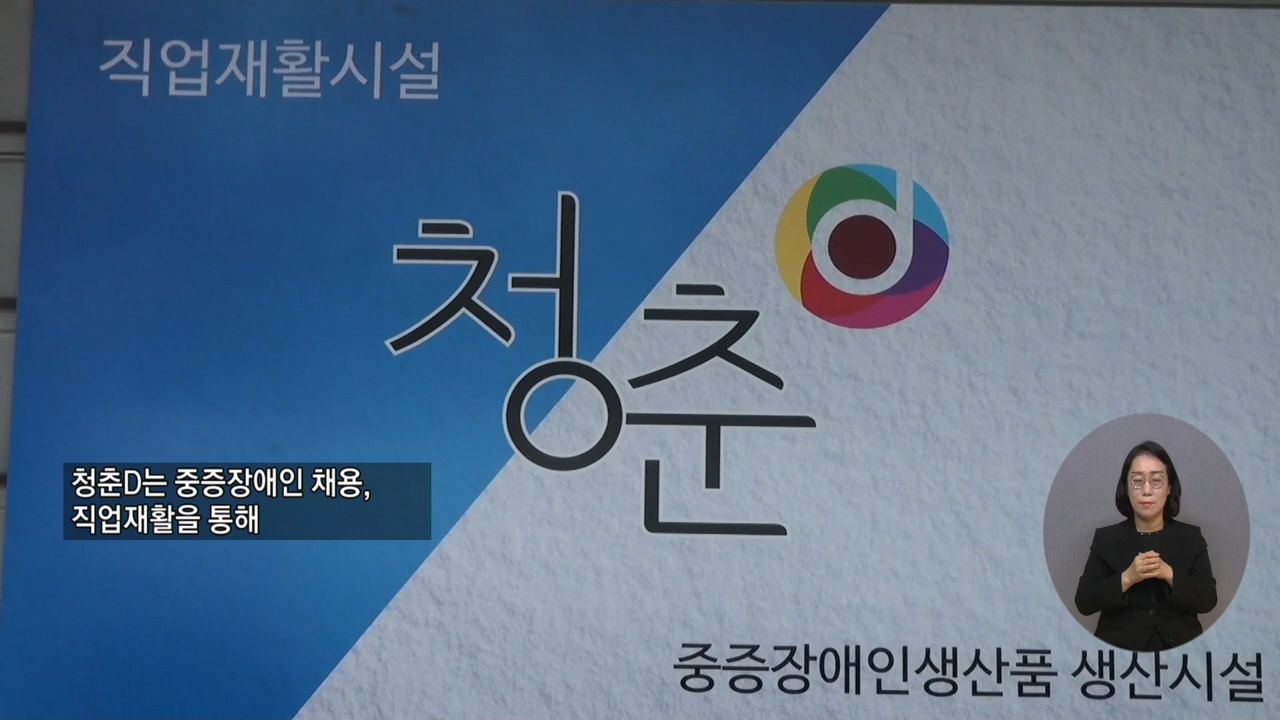 직업재활시설
청춘d
청춘D는 중증장애인 채용,
직업재활을 통해
중증장애인생산품 생산시설